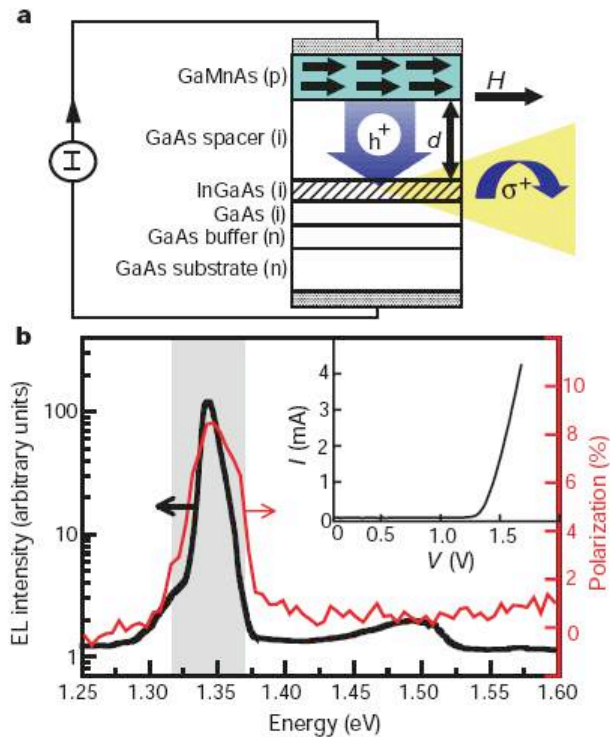 a
GaMnAs (p)
H
GaAs spacer (i)
h+
d
InGaAs (i)
σ+
GaAs (i)
GaAs buffer (n)
GaAs substrate (n)
I
b
EL intensity (arbitrary units)
100
10
1
1.25 1.30 1.35 1.40 1.45 1.50 1.55 1.60
Energy (eV)
Polarization (%)
10
8
6
4
2
0
I (mA)
4
3
2
1
0
0 0.5 1.0 1.5
V (V)